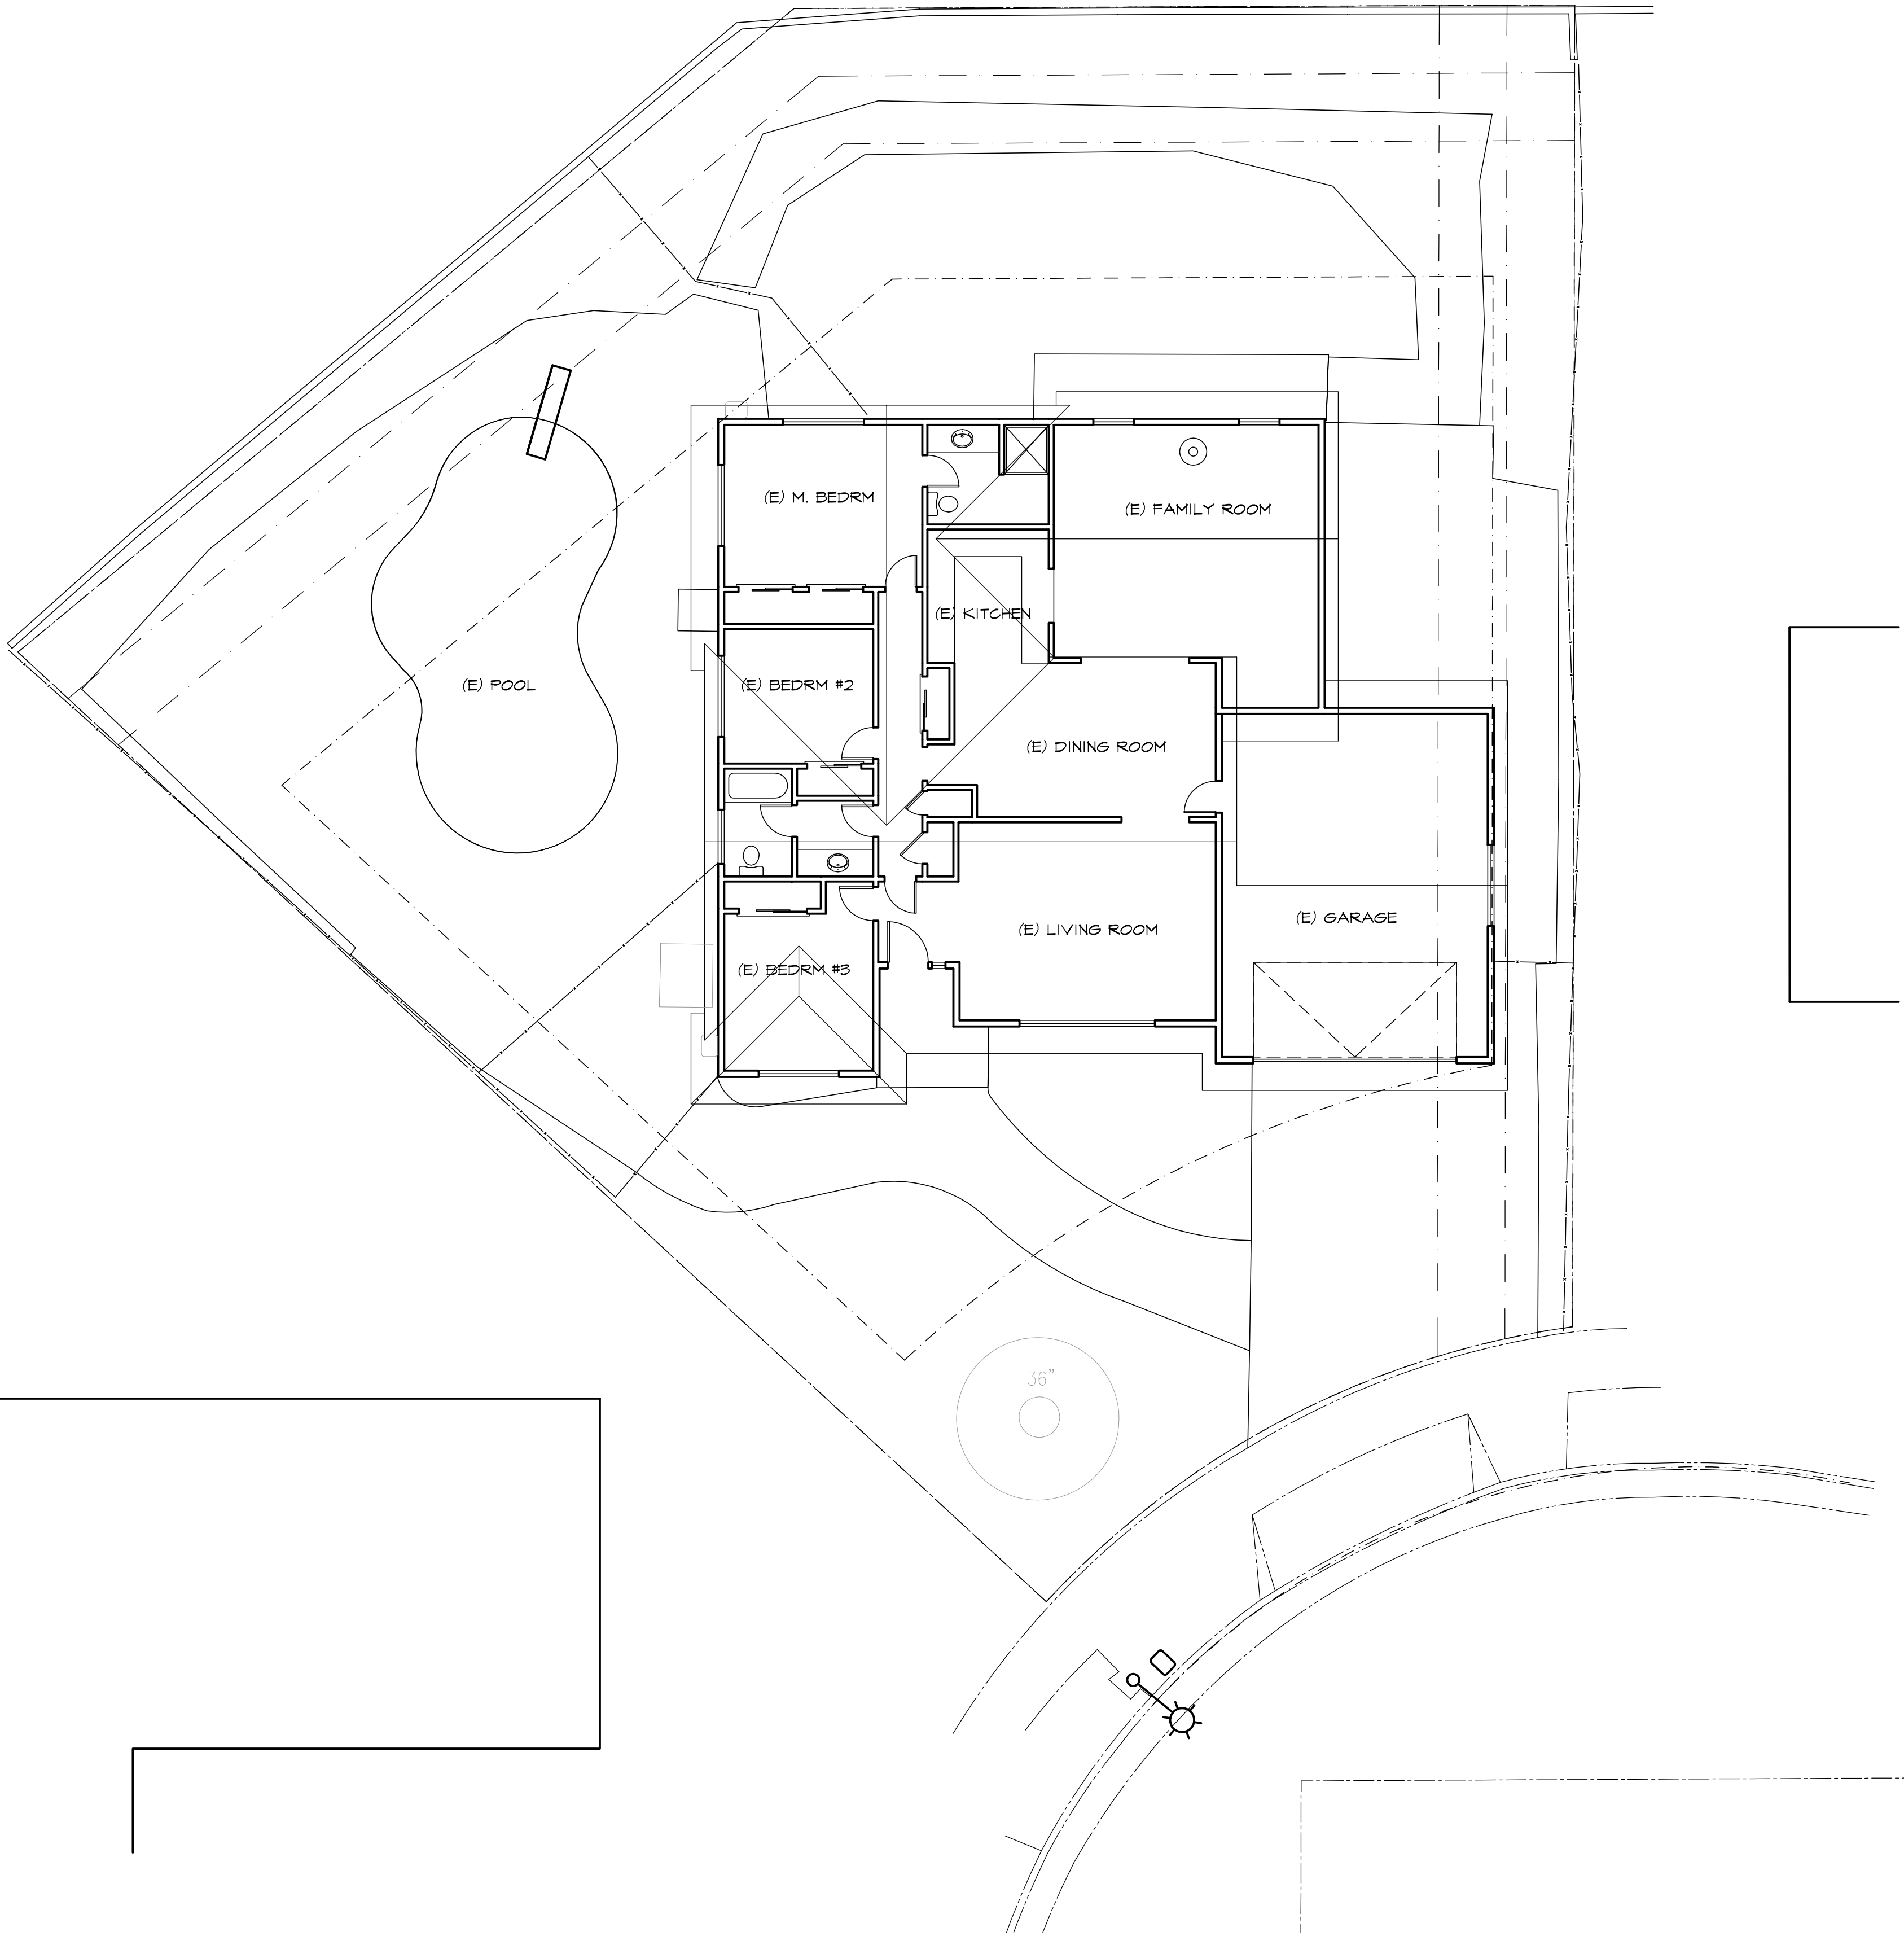 (E) M. BEDRM
(E) FAMILY ROOM
(E) KITCHEN
(E) POOL
(E) BEDRM #2
(E) DINING ROOM
(E) GARAGE
(E) LIVING ROOM
(E) BEDRM #3
36"